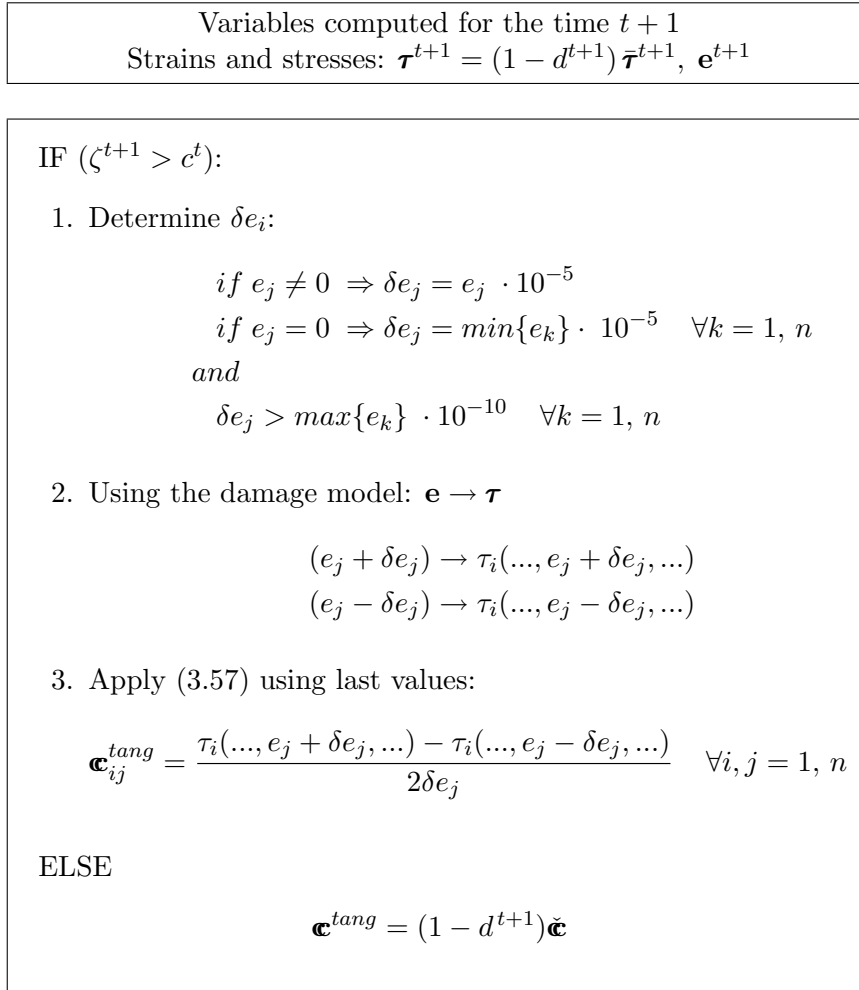 Variables computed for the time t + 1
Strains and stresses: τ^{t+1} = (1 − d^{t+1}) τ̄^{t+1}, e^{t+1}
IF (ζ^{t+1} > c^t):
1. Determine δe_i:
if e_j ≠ 0 ⇒ δe_j = e_j · 10^{−5}
if e_j = 0 ⇒ δe_j = min{e_k} · 10^{−5} ∀k = 1, n
and
δe_j > max{e_k} · 10^{−10} ∀k = 1, n
2. Using the damage model: e → τ
(e_j + δe_j) → τ_i(..., e_j + δe_j, ...)
(e_j − δe_j) → τ_i(..., e_j − δe_j, ...)
3. Apply (3.57) using last values:
𝕔_{ij}^{tang} = \frac{τ_i(..., e_j + δe_j, ...) − τ_i(..., e_j − δe_j, ...)}{2δe_j} ∀i, j = 1, n
ELSE
𝕔^{tang} = (1 − d^{t+1})𝕔̌